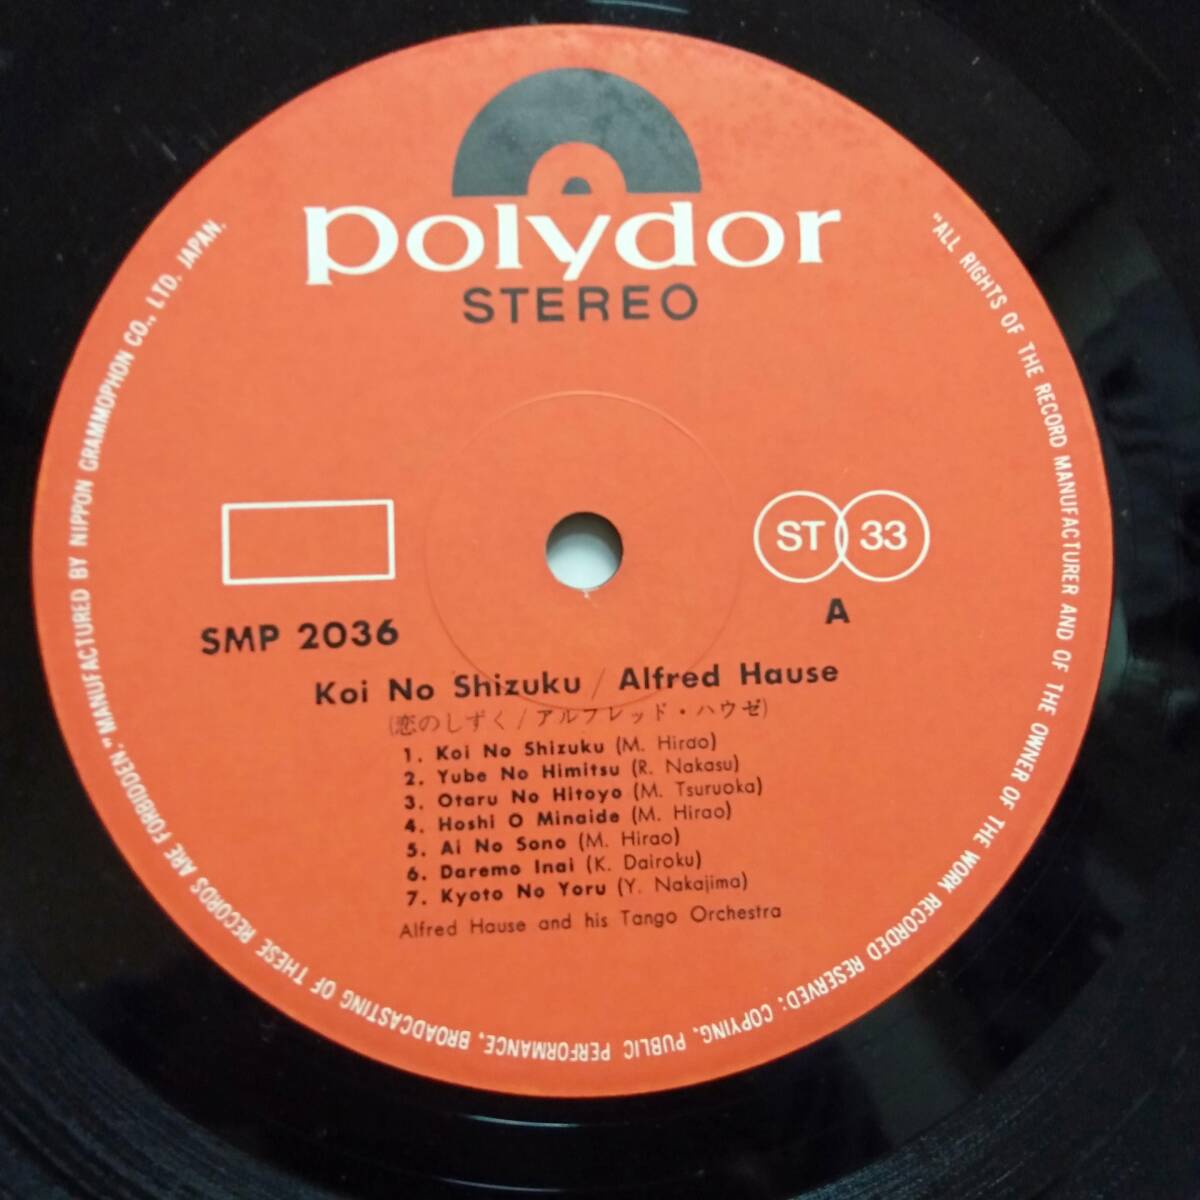 polydor
STEREO
ST 33
A
SMP 2036
Koi No Shizuku / Alfred Hause
(恋のしずく/アルフレッド・ハウゼ)
1. Koi No Shizuku (M. Hirao)
2. Yube No Himitsu (R. Nakasu)
3. Otaru No Hitoyo (M. Tsuruoka)
4. Hoshi O Minaide (M. Hirao)
5. Ai No Sono (M. Hirao)
6. Daremo Inai (K. Dairoku)
7. Kyoto No Yoru (Y. Nakajima)
Alfred Hause and his Tango Orchestra
"ALL RIGHTS OF THE RECORD MANUFACTURER AND OF THE OWNER OF THE WORK RECORDED RESERVED: COPYING, PUBLIC PERFORMANCE, BROADCASTING OF THESE RECORDS ARE FORBIDDEN." MANUFACTURED BY NIPPON GRAMMOPHON CO., LTD. JAPAN.